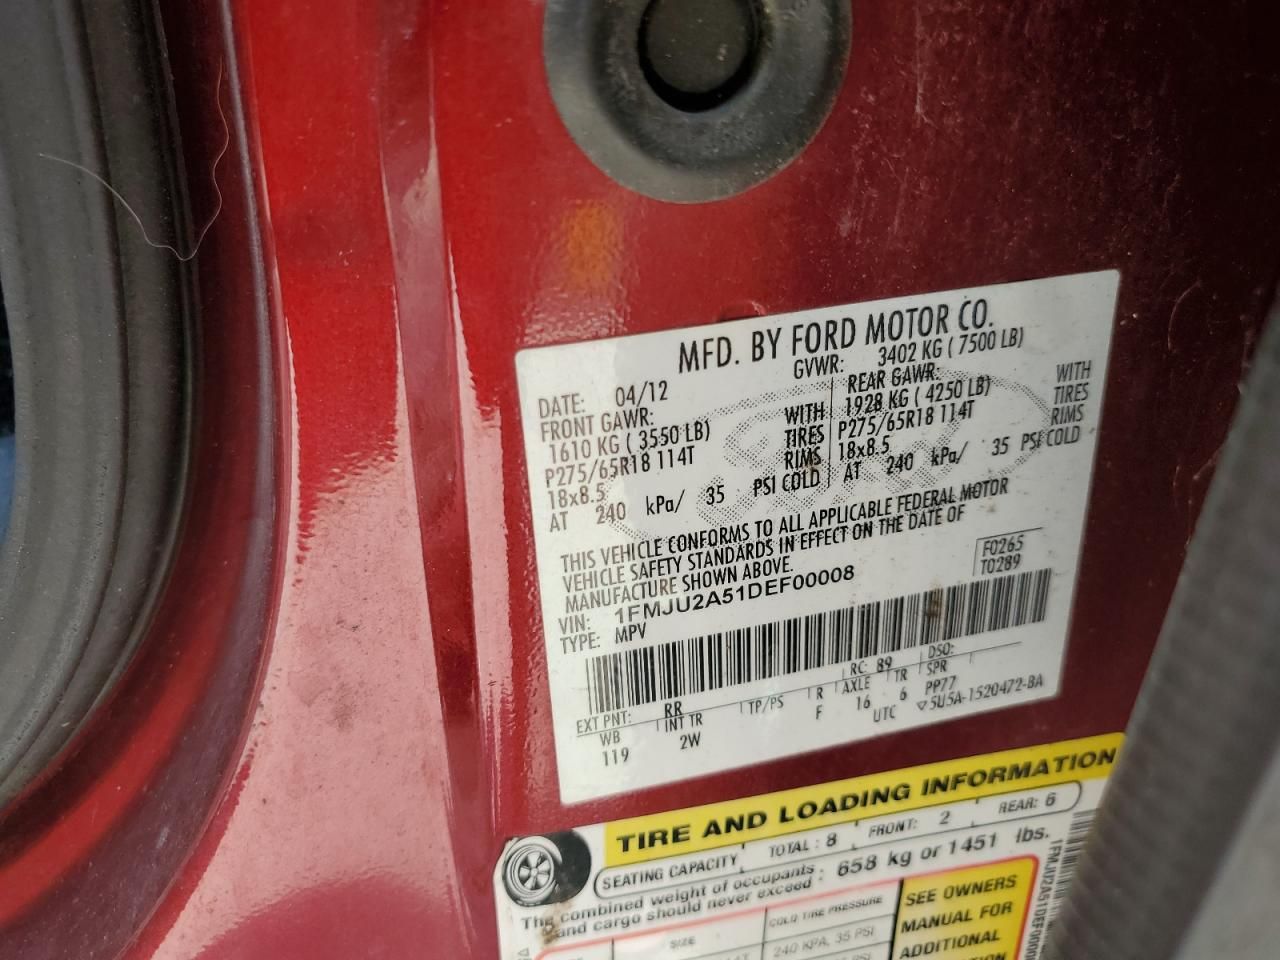 MFD. BY FORD MOTOR CO.
DATE: 04/12 GVWR: 3402 KG ( 7500 LB)
FRONT GAWR: REAR GAWR:
1610 KG ( 3550 LB) WITH 1928 KG ( 4250 LB) WITH
P275/65R18 114T TIRES P275/65R18 114T TIRES
18x8.5 RIMS 18x8.5 RIMS
AT 240 kPa/ 35 PSI COLD AT 240 kPa/ 35 PSI COLD
THIS VEHICLE CONFORMS TO ALL APPLICABLE FEDERAL MOTOR
VEHICLE SAFETY STANDARDS IN EFFECT ON THE DATE OF
MANUFACTURE SHOWN ABOVE.
F0265
T0289
VIN: 1FMJU2A51DEF00008
TYPE: MPV
EXT PNT: RR RC: 89 DSO:
WB INT TR TP/PS R AXLE TR SPR
119 2W F 16 6 PP77
UTC ▽5U5A-1520472-BA
TIRE AND LOADING INFORMATION
SEATING CAPACITY TOTAL : 8 FRONT: 2 REAR: 6
The combined weight of occupants
and cargo should never exceed : 658 kg or 1451 lbs.
SIZE COLD TIRE PRESSURE
240 KPA, 35 PSI
SEE OWNERS
MANUAL FOR
ADDITIONAL